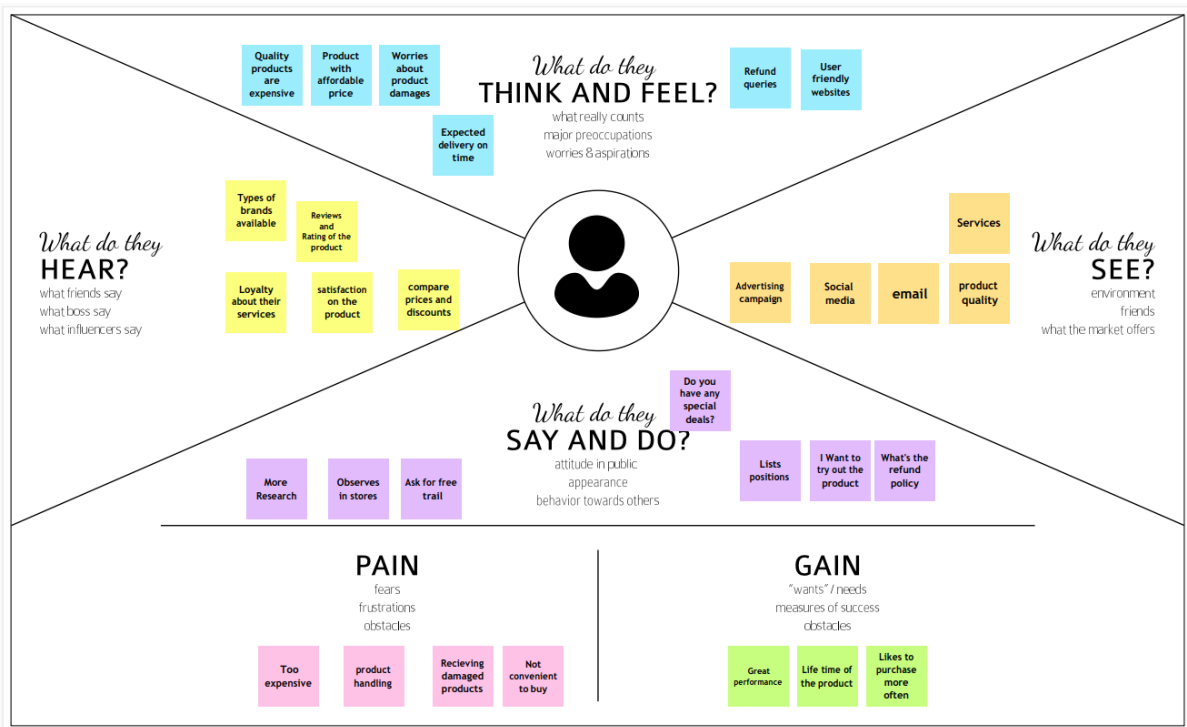 Quality
products
are
expensive
Product
with
affordable
price
Worries
about
product
damages
Expected
delivery on
time
What do they
THINK AND FEEL?
what really counts
major preoccupations
worries & aspirations
Refund
queries
User
friendly
websites
What do they
HEAR?
what friends say
what boss say
what influencers say
Types of
brands
available
Reviews
and
Rating of the
product
Loyalty
about their
services
satisfaction
on the
product
compare
prices and
discounts
Services
Advertising
campaign
Social
media
email
product
quality
What do they
SEE?
environment
friends
what the market offers
What do they
SAY AND DO?
attitude in public
appearance
behavior towards others
Do you
have any
special
deals?
More
Research
Observes
in stores
Ask for free
trail
Lists
positions
I Want to
try out the
product
What's the
refund
policy
PAIN
fears
frustrations
obstacles
Too
expensive
product
handling
Recieving
damaged
products
Not
convenient
to buy
GAIN
"wants" / needs
measures of success
obstacles
Great
performance
Life time of
the product
Likes to
purchase
more
often